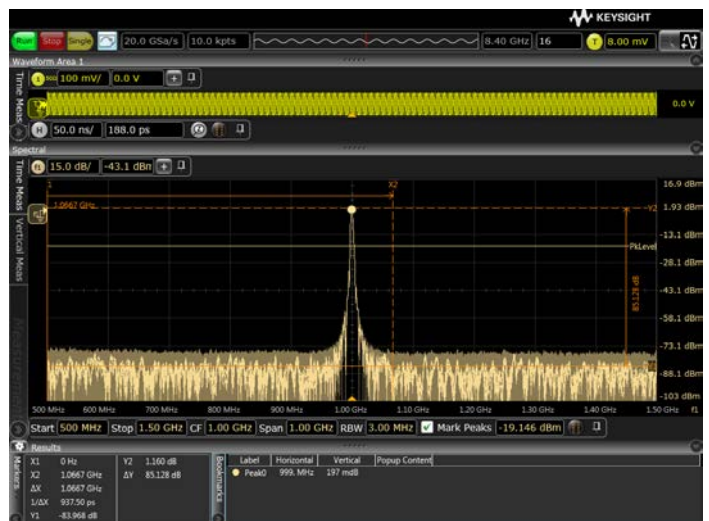 KEYSIGHT
Run Stop Single 20.0 GSa/s 10.0 kpts 8.40 GHz 16 T 8.00 mV
Waveform Area 1
Time Meas
1 50Ω 100 mV/ 0.0 V +
0.0 V
H 50.0 ns/ 188.0 ps
Spectral
Time Meas
Vertical Meas
f1 15.0 dB/ -43.1 dBm +
1 X2 16.9 dBm
1.0667 GHz Y2 1.93 dBm
-13.1 dBm
PkLevel
-28.1 dBm
85.128 dB
-43.1 dBm
-58.1 dBm
-73.1 dBm
-88.1 dBm
-103 dBm
500 MHz 600 MHz 700 MHz 800 MHz 900 MHz 1.00 GHz 1.10 GHz 1.20 GHz 1.30 GHz 1.40 GHz 1.50 GHz f1
Start 500 MHz Stop 1.50 GHz CF 1.00 GHz Span 1.00 GHz RBW 3.00 MHz Mark Peaks -19.146 dBm
Measurements
Results
Markers
X1 0 Hz Y2 1.160 dB
X2 1.0667 GHz ΔY 85.128 dB
ΔX 1.0667 GHz
1/ΔX 937.50 ps
Y1 -83.968 dB
Bookmarks
Label Horizontal Vertical Popup Content
Peak0 999. MHz 197 mdB